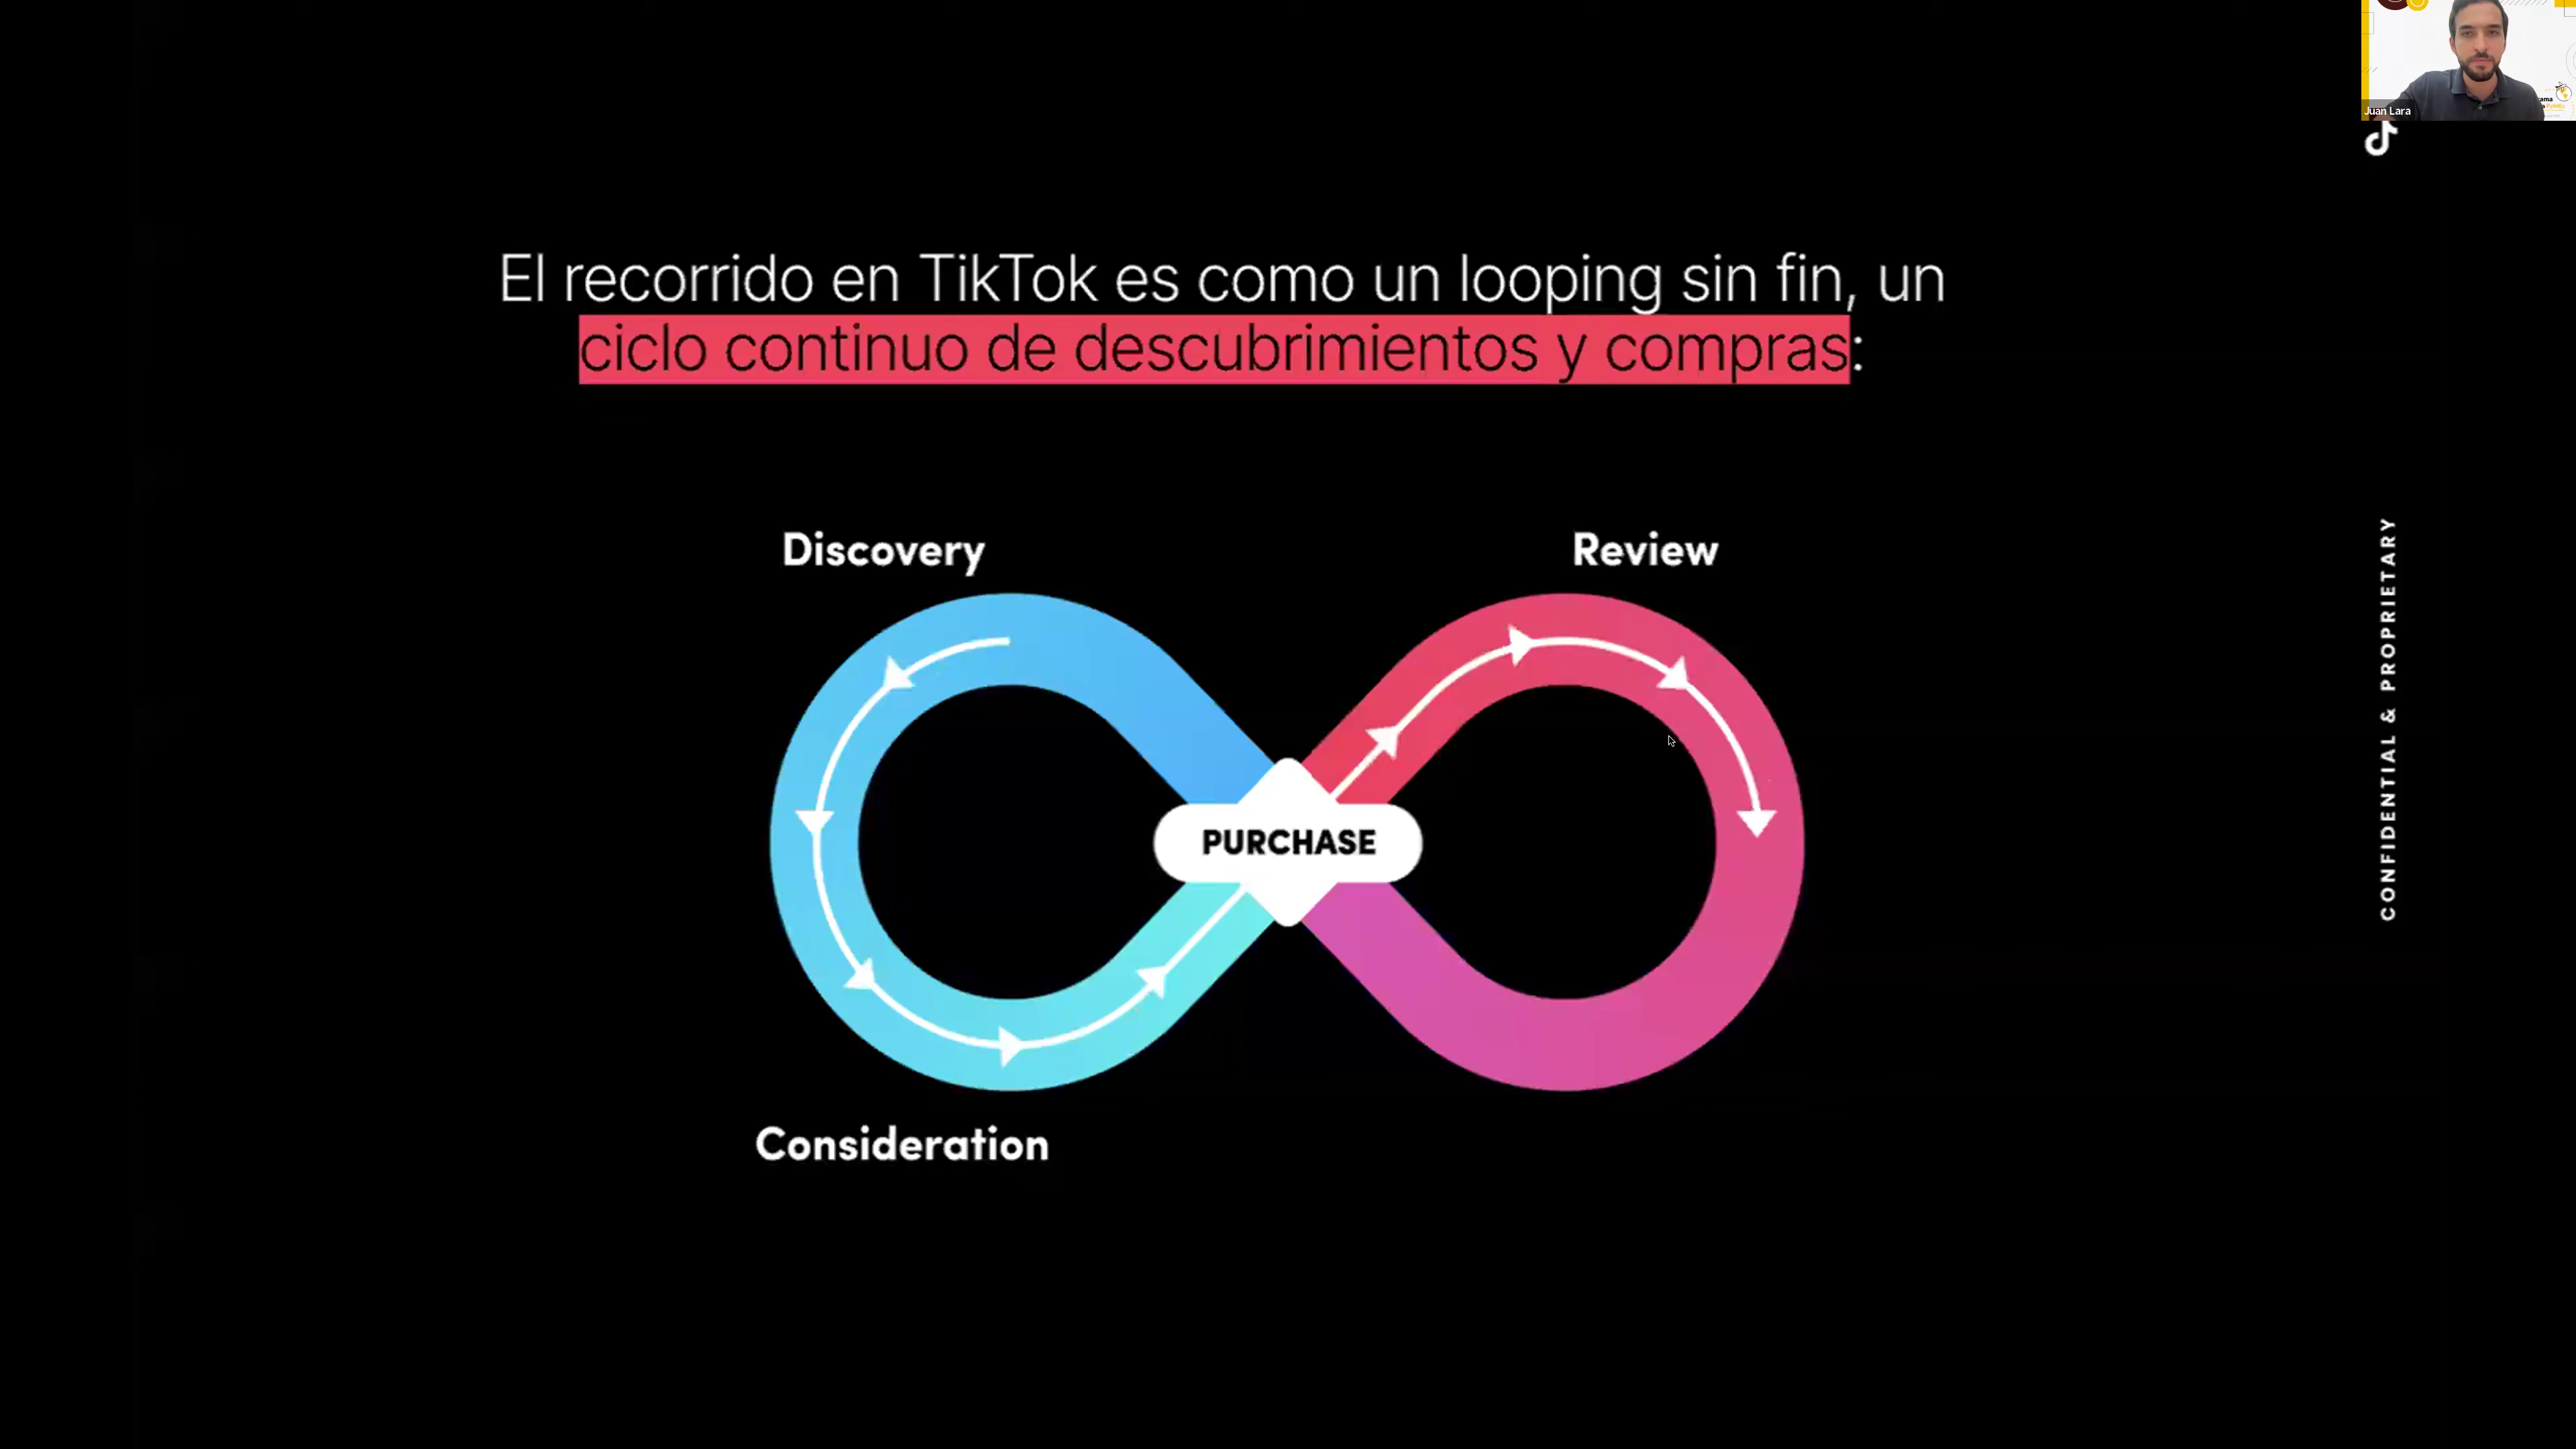 Juan Lara
El recorrido en TikTok es como un looping sin fin, un
ciclo continuo de descubrimientos y compras:
Discovery
Review
PURCHASE
Consideration
CONFIDENTIAL & PROPRIETARY